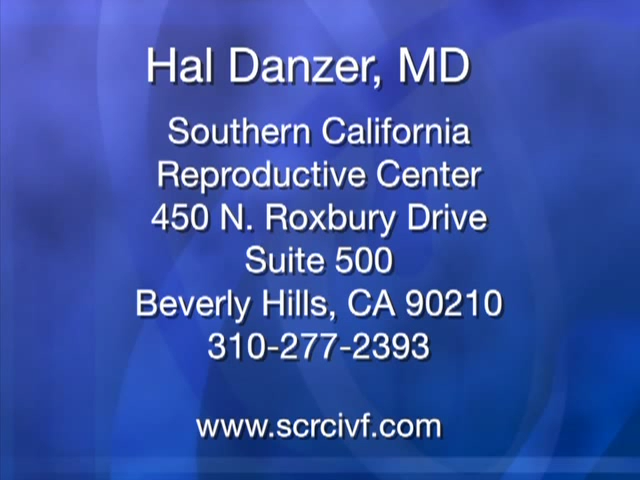 Hal Danzer, MD
Southern California
Reproductive Center
450 N. Roxbury Drive
Suite 500
Beverly Hills, CA 90210
310-277-2393
www.scrcivf.com